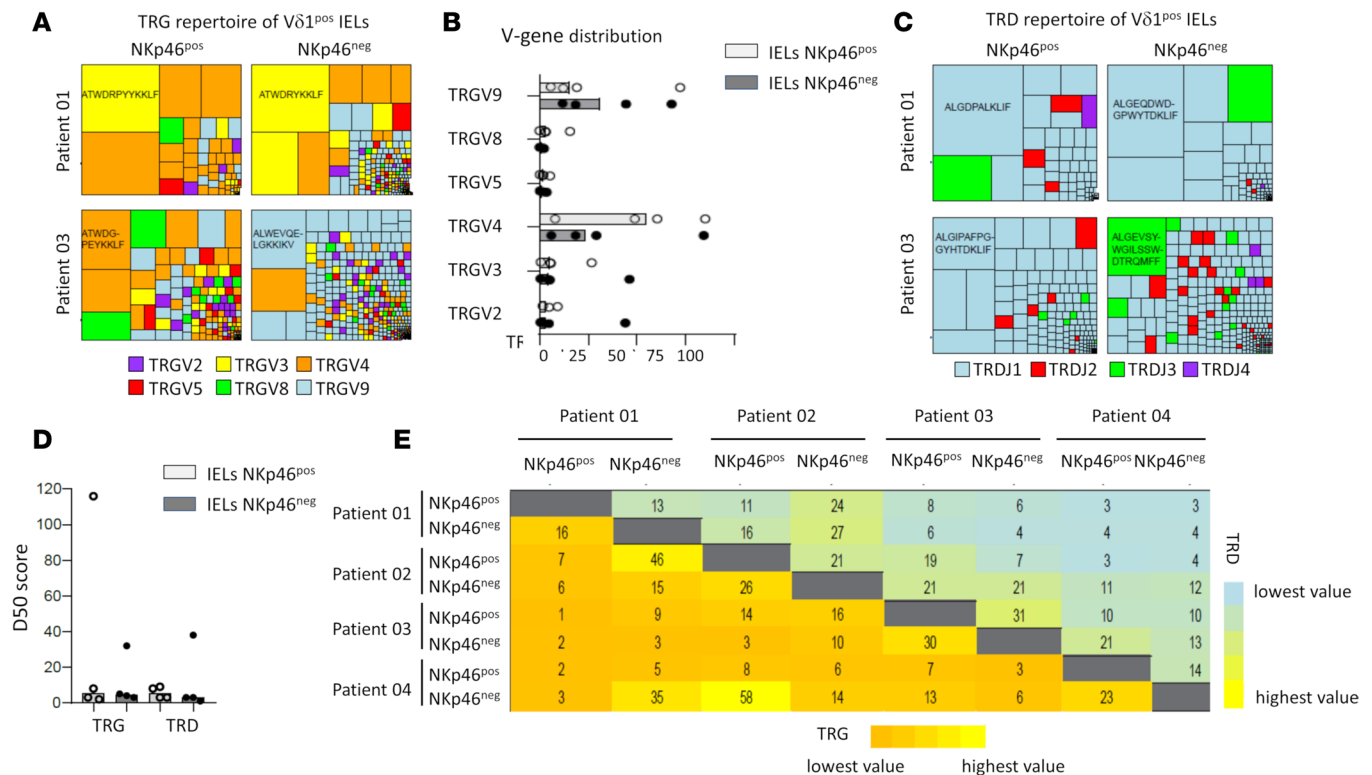 A
TRG repertoire of Vδ1pos IELs
NKp46pos NKp46neg
Patient 01
ATWDRPYYKKLF
ATWDRYKKLF
Patient 03
ATWDG-
PEYKKLF
ALWEVQE-
LGKKIKV
TRGV2 TRGV3 TRGV4
TRGV5 TRGV8 TRGV9
B
V-gene distribution
IELs NKp46pos
IELs NKp46neg
TRGV9
TRGV8
TRGV5
TRGV4
TRGV3
TRGV2
TF
0 25 50 75 100
C
TRD repertoire of Vδ1pos IELs
NKp46pos NKp46neg
Patient 01
ALGDPALKLIF
ALGEQDWD-
GPWYTDKLIF
Patient 03
ALGIPAFPG-
GYHTDKLIF
ALGEVSY-
WGILSSW-
DTRQMFF
TRDJ1 TRDJ2 TRDJ3 TRDJ4
D
IELs NKp46pos
IELs NKp46neg
D50 score
120
100
80
60
40
20
0
TRG TRD
E
Patient 01 Patient 02 Patient 03 Patient 04
NKp46pos NKp46neg NKp46pos NKp46neg NKp46pos NKp46neg NKp46pos NKp46neg
Patient 01
NKp46pos 13 11 24 8 6 3 3
NKp46neg 16 16 27 6 4 4 4
Patient 02
NKp46pos 7 46 21 19 7 3 4
NKp46neg 6 15 26 21 21 11 12
Patient 03
NKp46pos 1 9 14 16 31 10 10
NKp46neg 2 3 3 10 30 21 13
Patient 04
NKp46pos 2 5 8 6 7 3 14
NKp46neg 3 35 58 14 13 6 23
TRD
lowest value
highest value
TRG
lowest value highest value